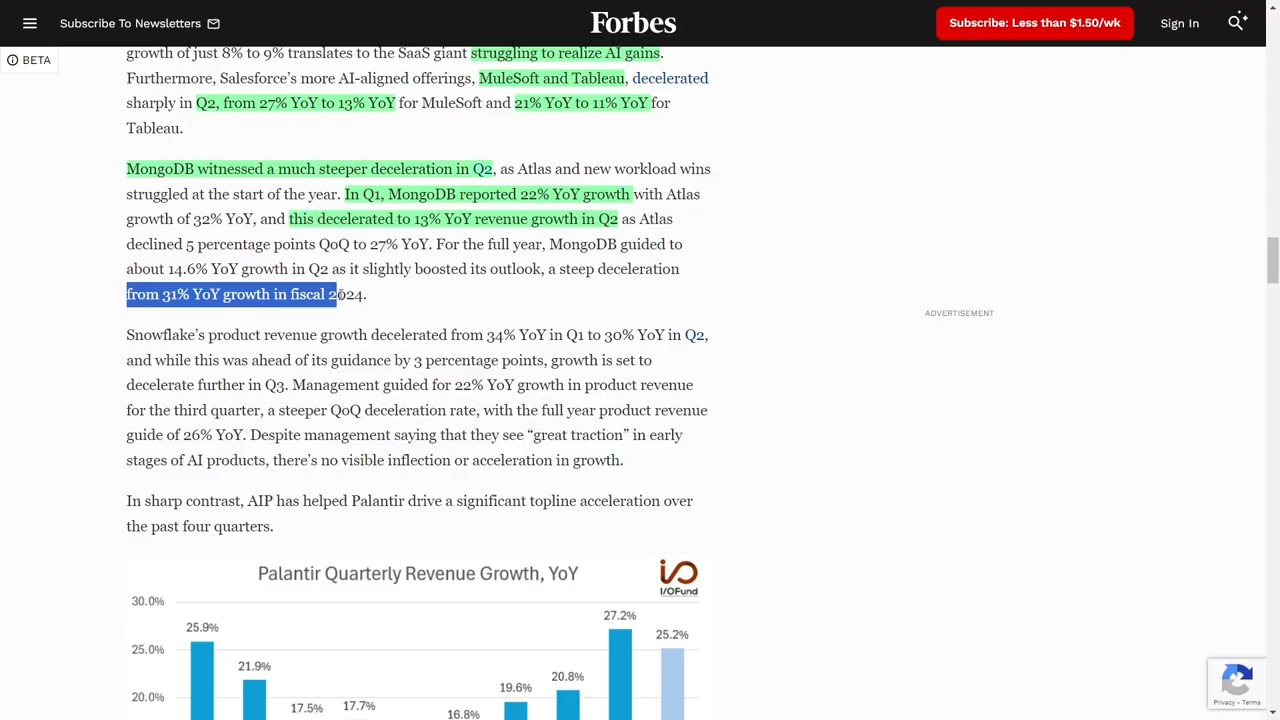 Subscribe To Newsletters
Forbes
Subscribe: Less than $1.50/wk
Sign In
BETA
growth of just 8% to 9% translates to the SaaS giant struggling to realize AI gains.
Furthermore, Salesforce's more AI-aligned offerings, MuleSoft and Tableau, decelerated
sharply in Q2, from 27% YoY to 13% YoY for MuleSoft and 21% YoY to 11% YoY for
Tableau.
MongoDB witnessed a much steeper deceleration in Q2, as Atlas and new workload wins
struggled at the start of the year. In Q1, MongoDB reported 22% YoY growth with Atlas
growth of 32% YoY, and this decelerated to 13% YoY revenue growth in Q2 as Atlas
declined 5 percentage points QoQ to 27% YoY. For the full year, MongoDB guided to
about 14.6% YoY growth in Q2 as it slightly boosted its outlook, a steep deceleration
from 31% YoY growth in fiscal 2024.
ADVERTISEMENT
Snowflake's product revenue growth decelerated from 34% YoY in Q1 to 30% YoY in Q2,
and while this was ahead of its guidance by 3 percentage points, growth is set to
decelerate further in Q3. Management guided for 22% YoY growth in product revenue
for the third quarter, a steeper QoQ deceleration rate, with the full year product revenue
guide of 26% YoY. Despite management saying that they see "great traction" in early
stages of AI products, there's no visible inflection or acceleration in growth.
In sharp contrast, AIP has helped Palantir drive a significant topline acceleration over
the past four quarters.
Palantir Quarterly Revenue Growth, YoY
I/OFund
30.0%
27.2%
25.9%
25.2%
25.0%
21.9%
20.8%
19.6%
20.0%
17.5%
17.7%
16.8%
Privacy - Terms